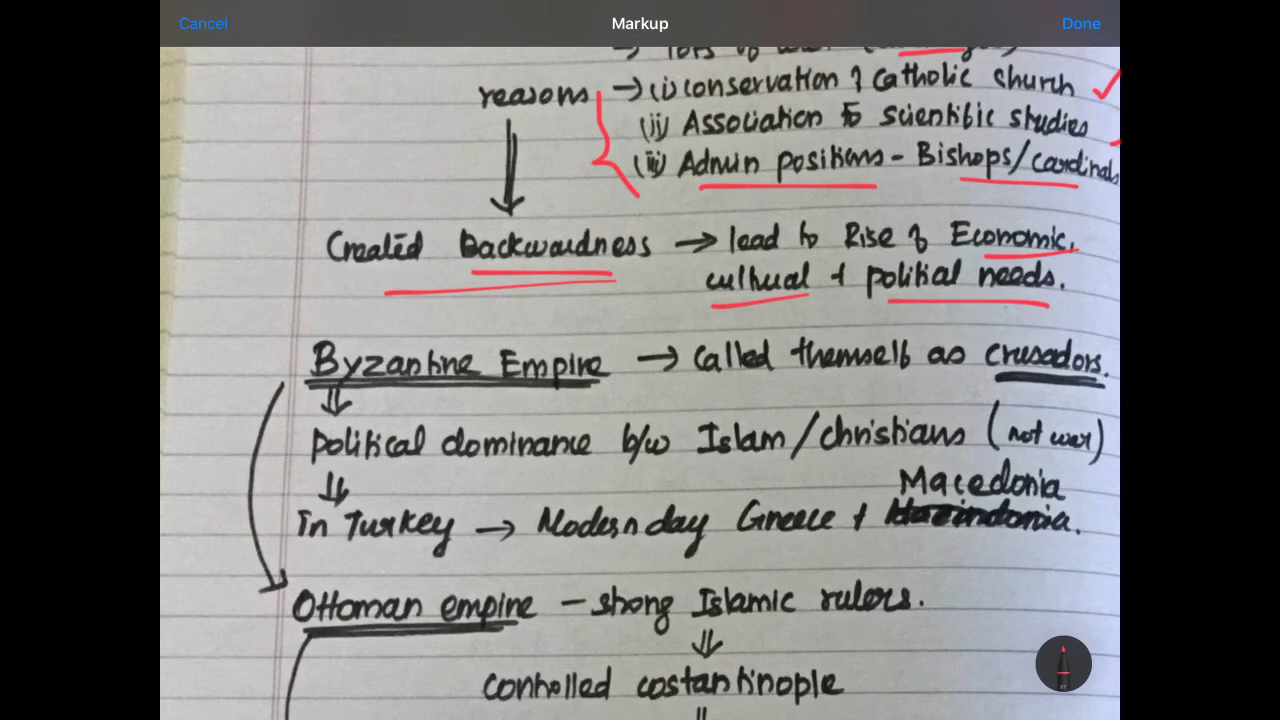 Cancel Markup Done
reasons → (i) conservation of Catholic church ✓
(ii) Association to scientific studies
(iii) Admin positions - Bishops/cardinals
Created backwardness → lead to Rise of Economic,
cultural + political needs.
Byzantine Empire → called themself as crusadors.
⇓
political dominance b/w Islam/christians (not war)
⇓
Macedonia
in Turkey → Modern day Greece +
Ottoman empire - strong Islamic rulers.
⇓
controlled costantinople